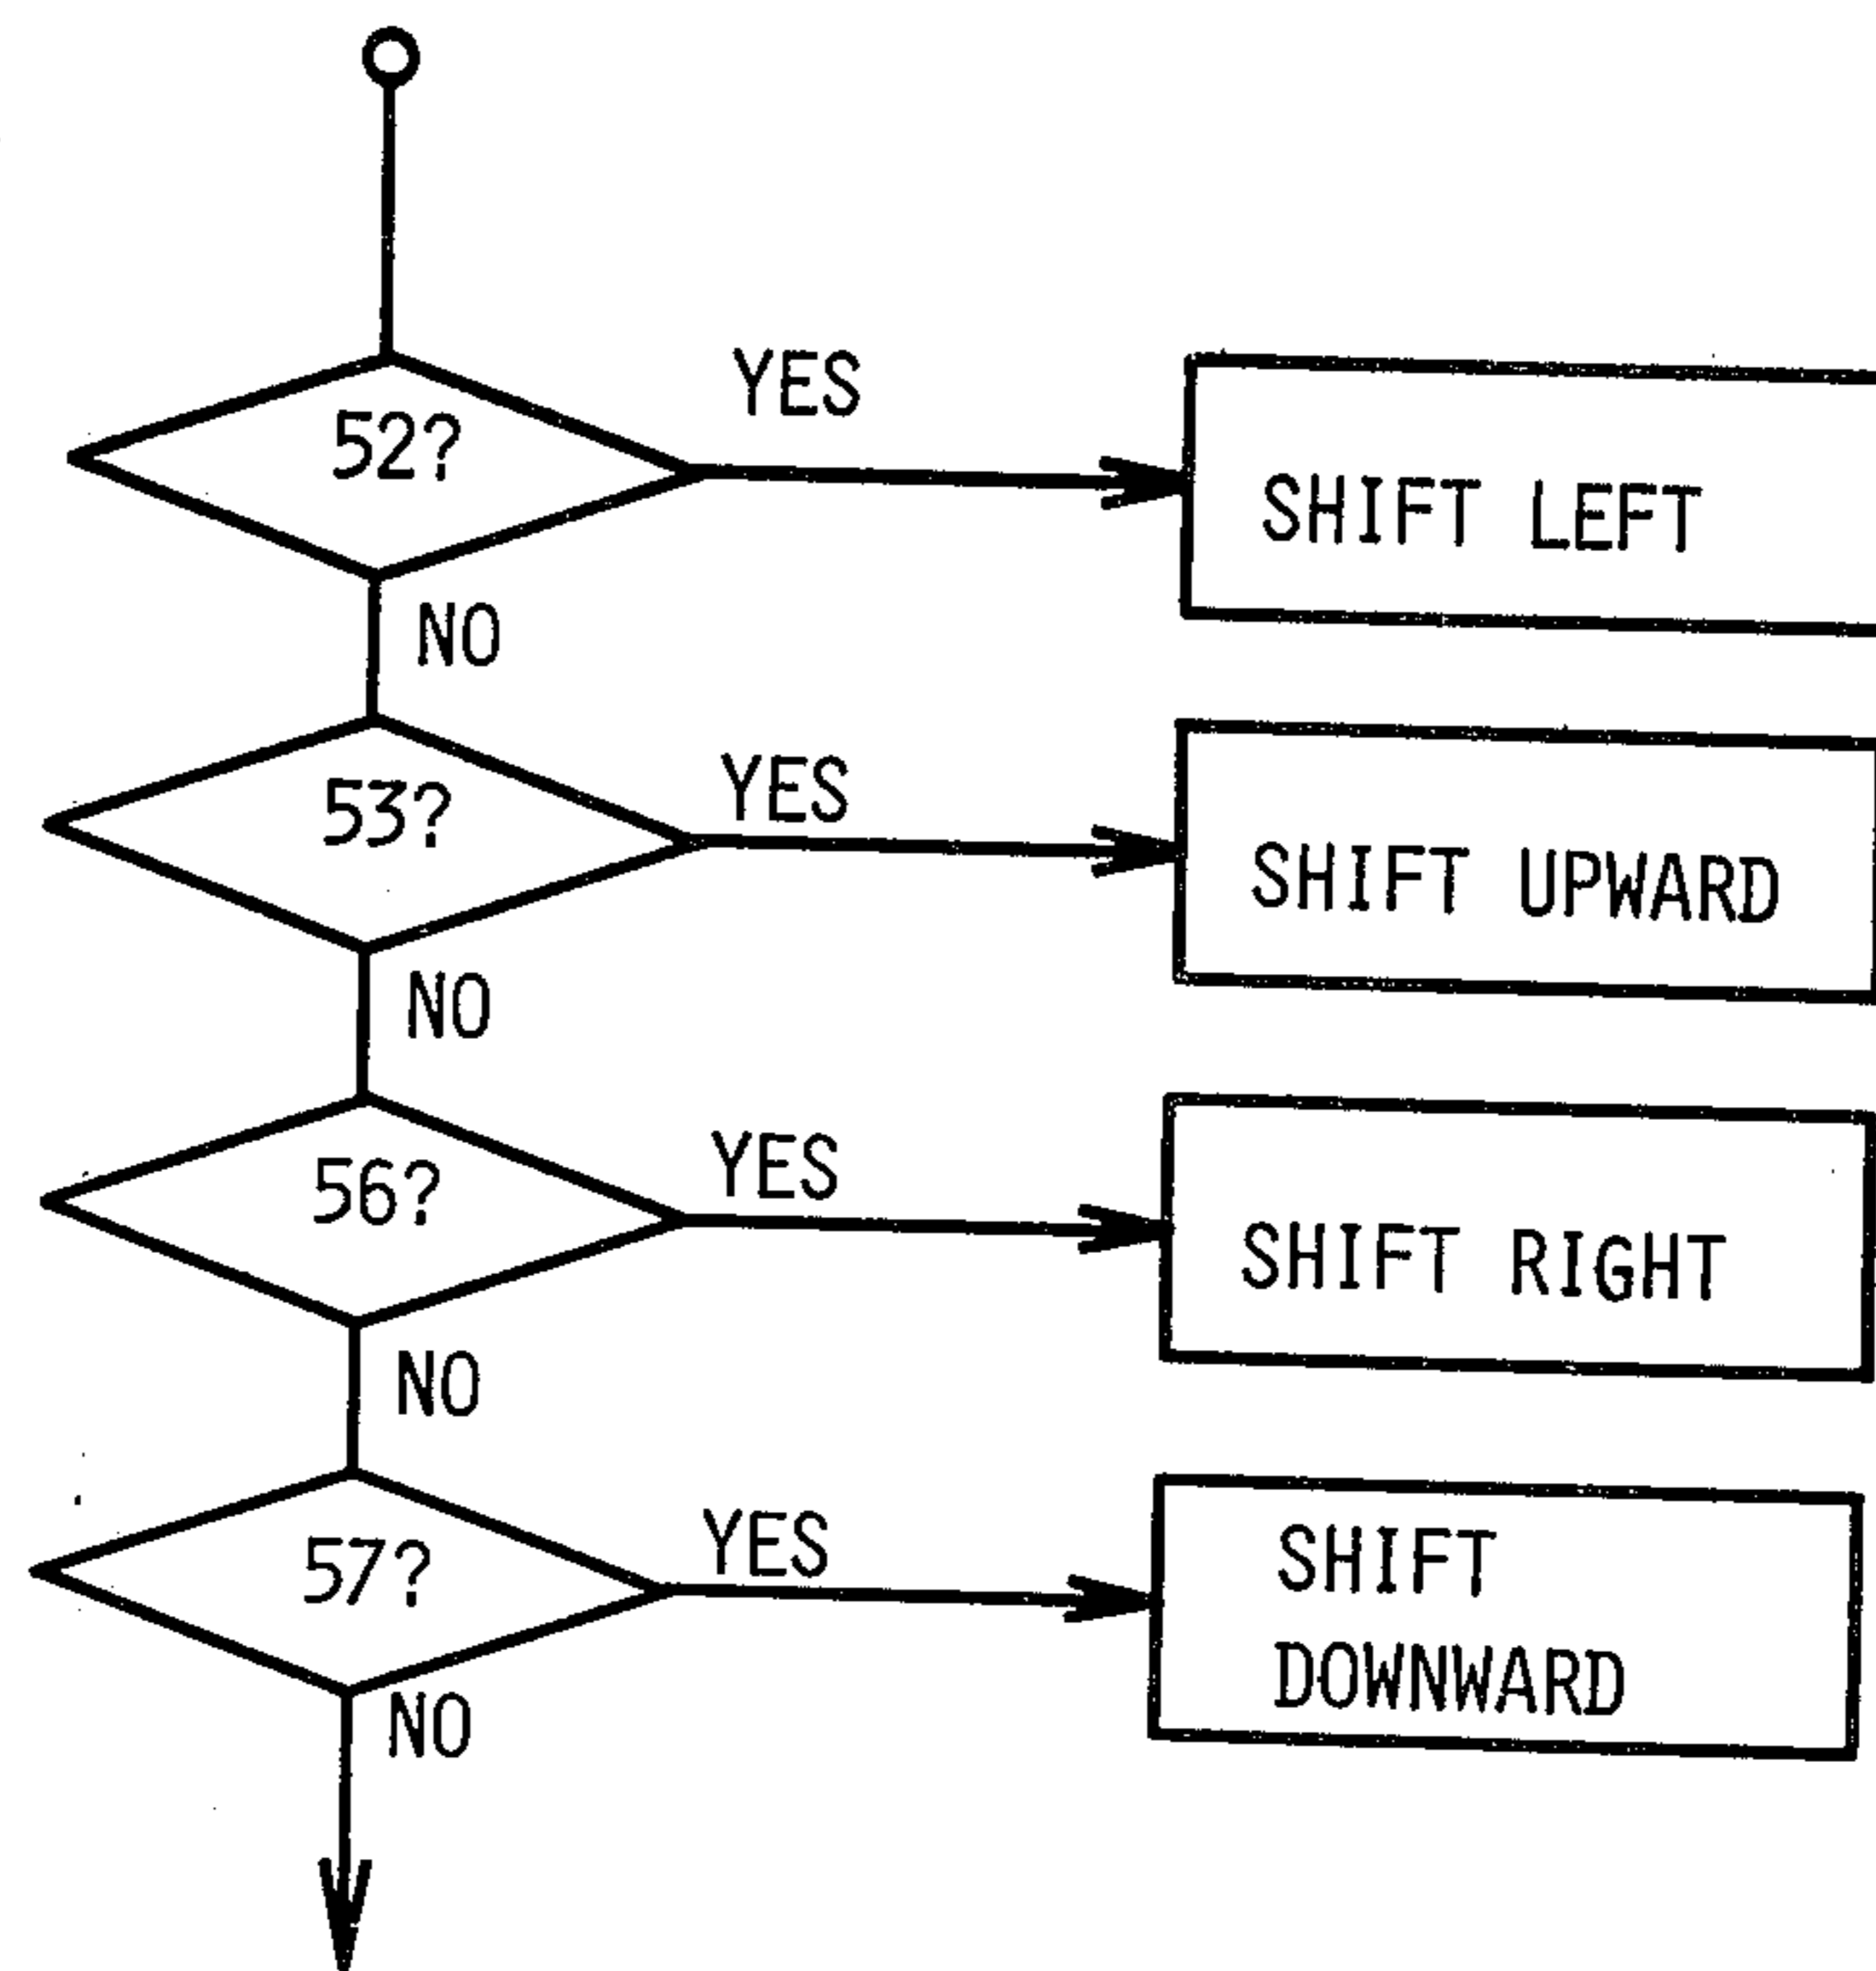 52?
YES
SHIFT LEFT
NO
53?
YES
SHIFT UPWARD
NO
56?
YES
SHIFT RIGHT
NO
57?
YES
SHIFT
DOWNWARD
NO